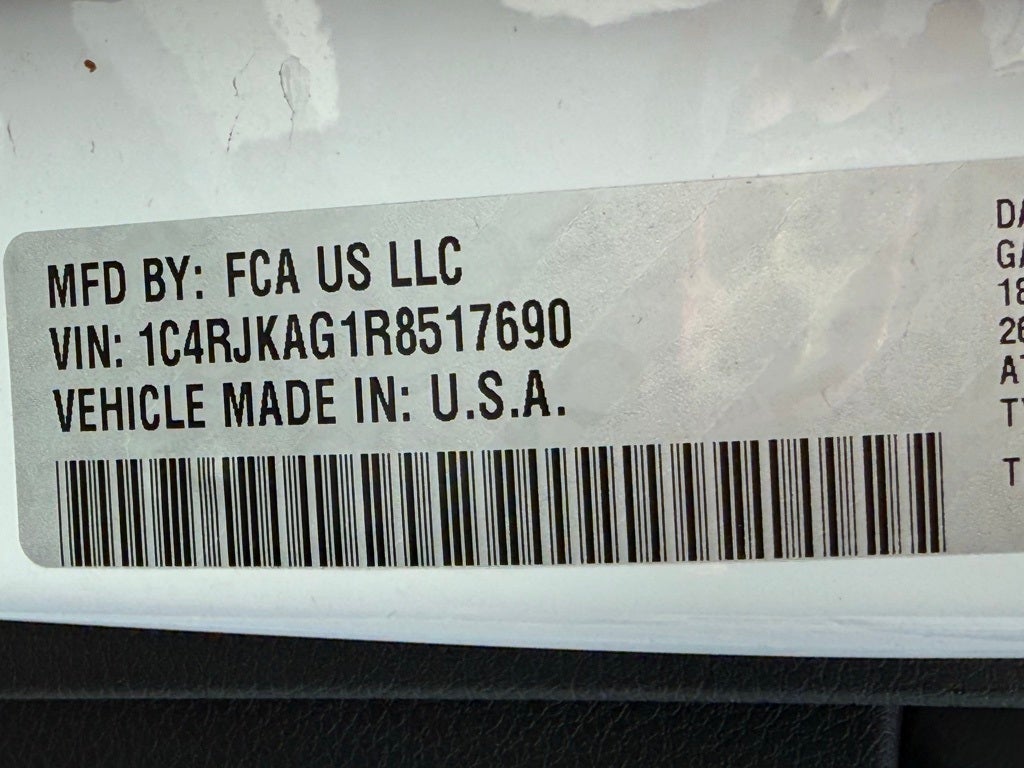 MFD BY: FCA US LLC
VIN: 1C4RJKAG1R8517690
VEHICLE MADE IN: U.S.A.